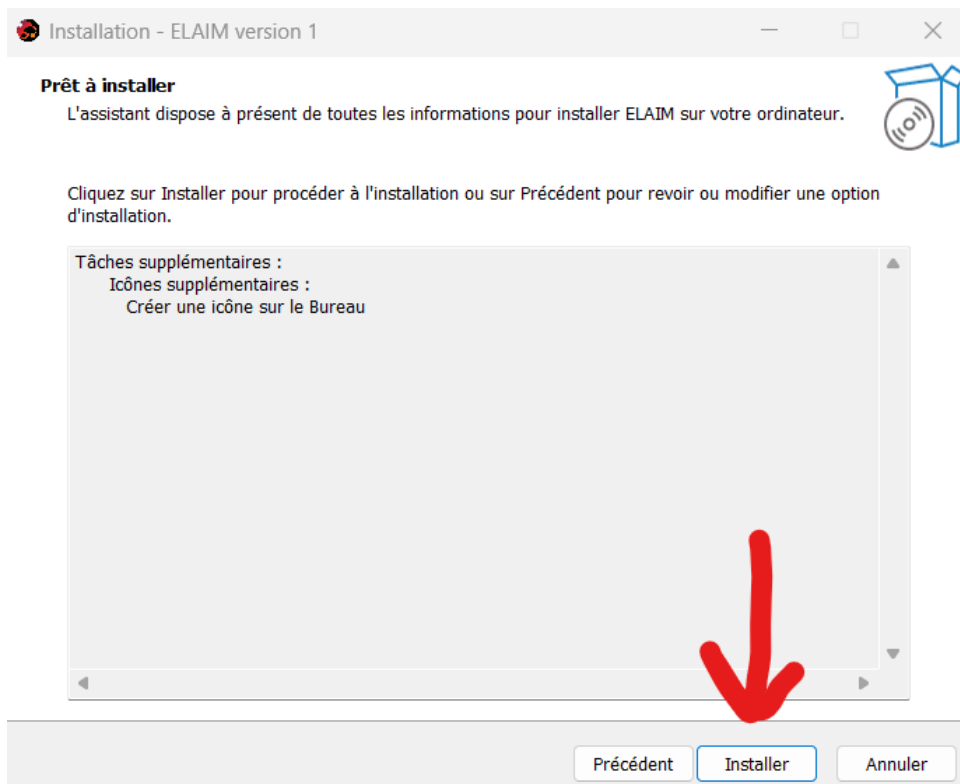 Installation - ELAIM version 1
Prêt à installer
L'assistant dispose à présent de toutes les informations pour installer ELAIM sur votre ordinateur.
Cliquez sur Installer pour procéder à l'installation ou sur Précédent pour revoir ou modifier une option
d'installation.
Tâches supplémentaires :
Icônes supplémentaires :
Créer une icône sur le Bureau
Précédent Installer Annuler